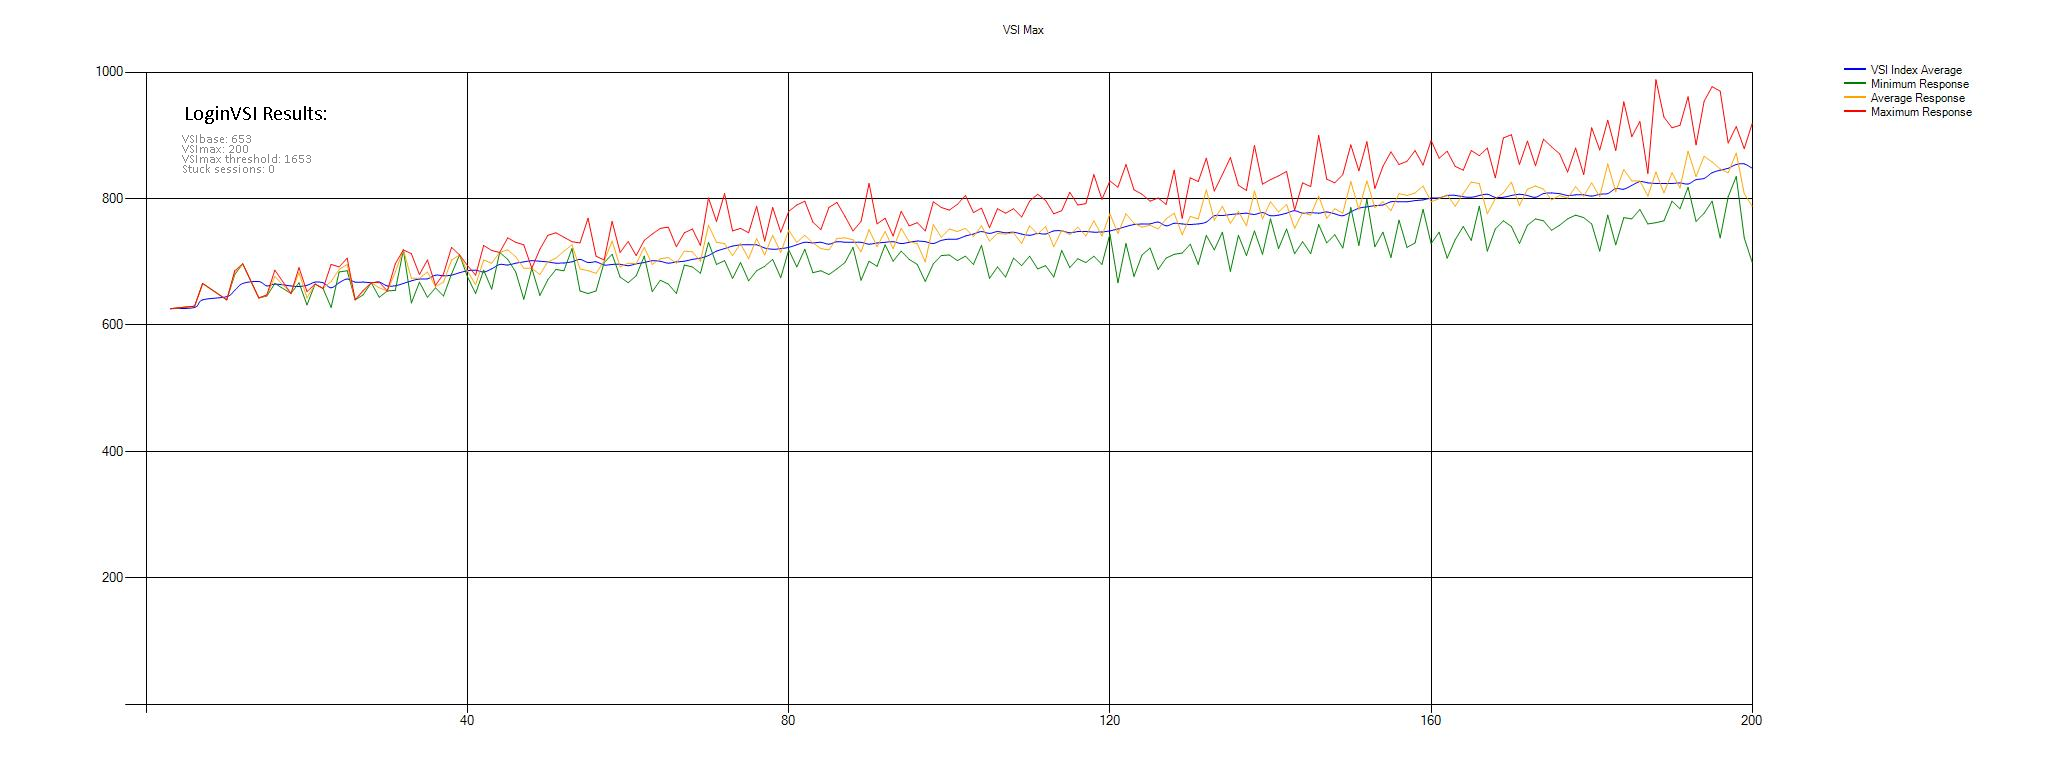 VSI Max
1000
800
600
400
200
LoginVSI Results:
VSIbase: 653
VSImax: 200
VSImax threshold: 1653
Stuck sessions: 0
40
80
120
160
200
VSI Index Average
Minimum Response
Average Response
Maximum Response